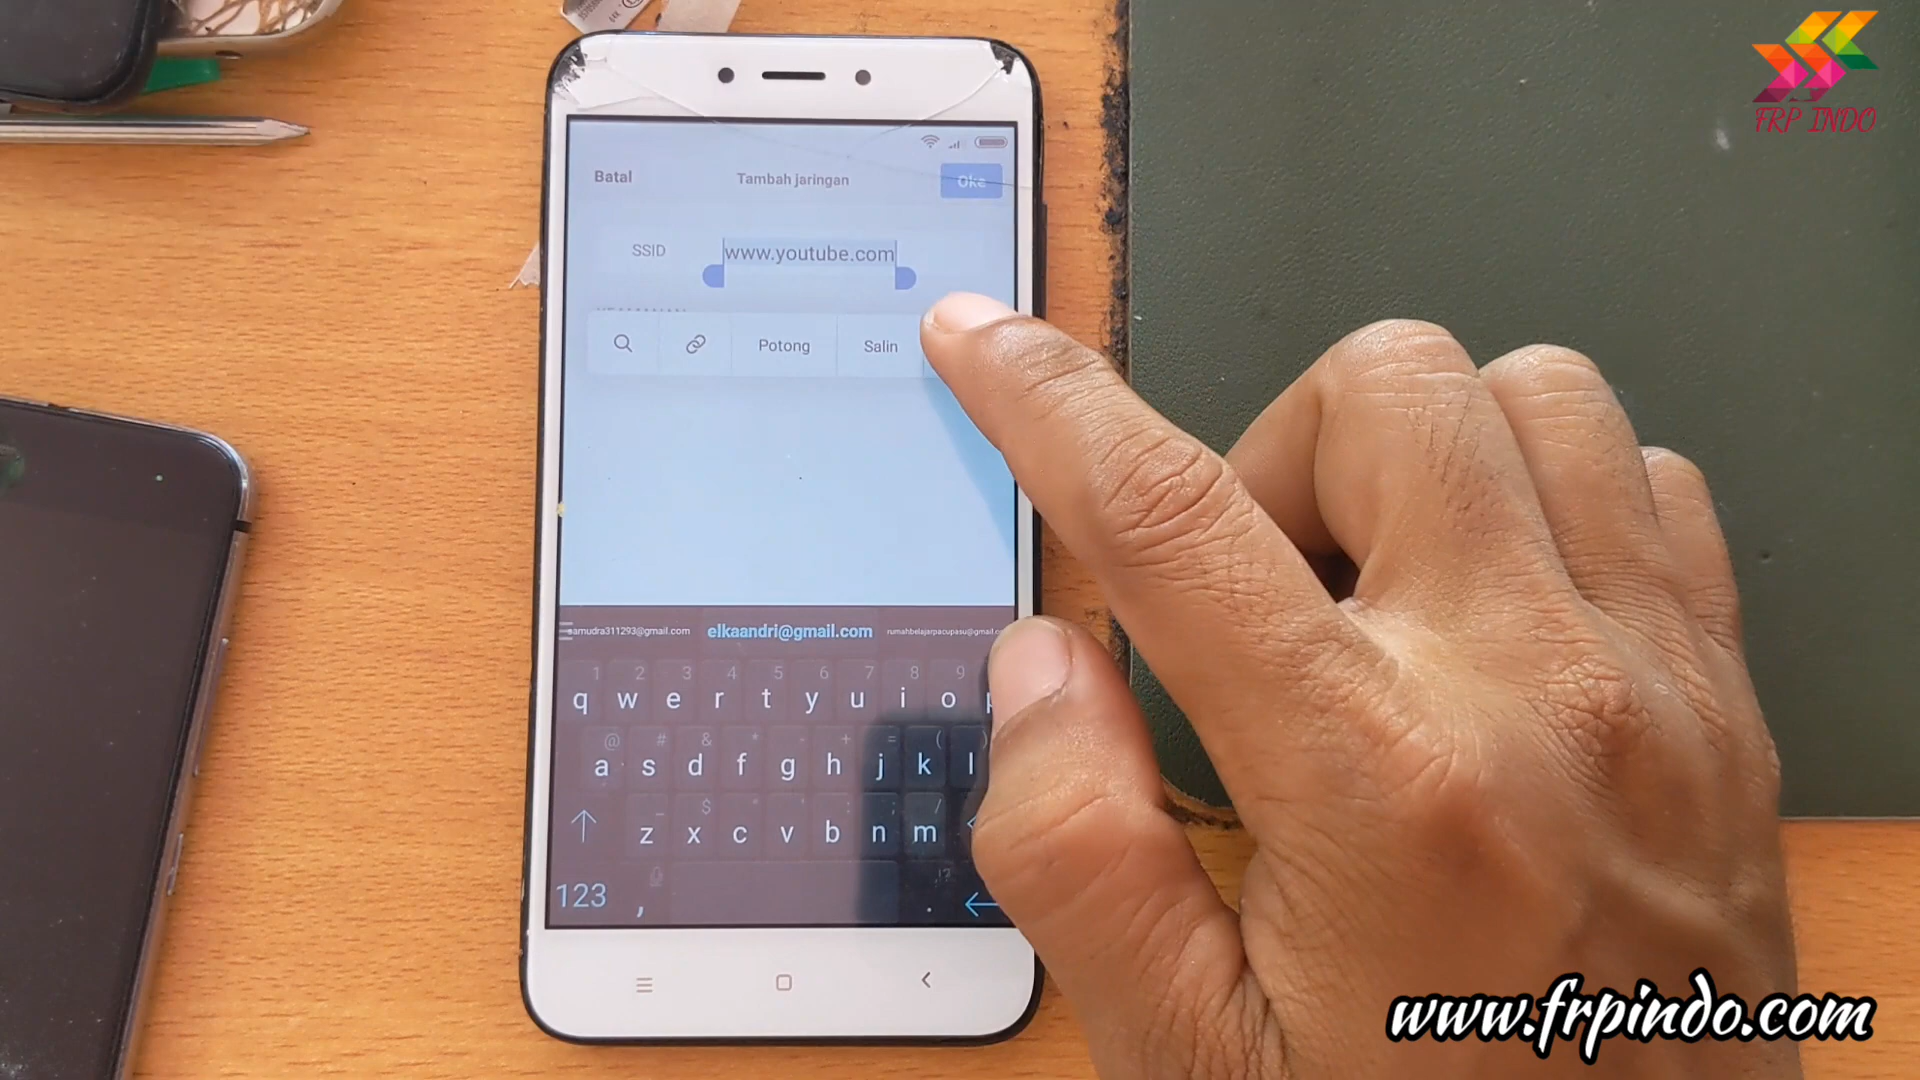 FRP INDO
Batal
Tambah jaringan
Oke
SSID
www.youtube.com
Potong
Salin
samudra311293@gmail.com
elkaandri@gmail.com
1 2 3 4 5 6 7 8 9
q w e r t y u i o p
@ # & * - + = ( )
a s d f g h j k l
_ $ " ' : ; /
z x c v b n m
!?
123 , .
www.frpindo.com